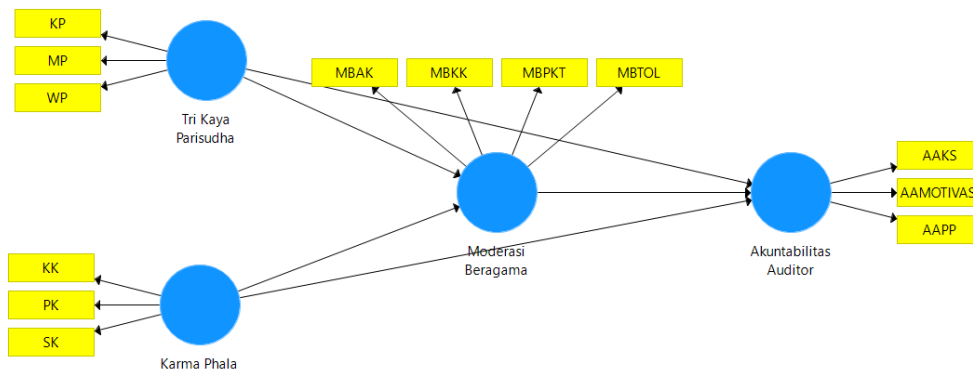 KP
MP
WP
Tri Kaya
Parisudha
MBAK
MBKK
MBPKT
MBTOL
Moderasi
Beragama
AAKS
AAMOTIVAS
AAPP
Akuntabilitas
Auditor
KK
PK
SK
Karma Phala